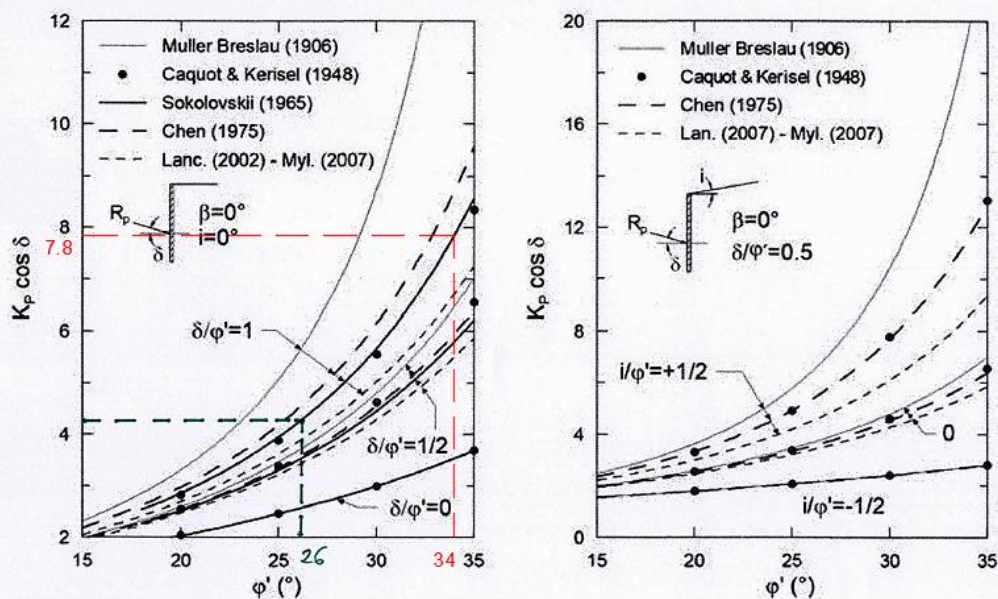 12
10
8
6
4
2
7.8
Kₚ cos δ
Muller Breslau (1906)
Caquot & Kerisel (1948)
Sokolovskii (1965)
Chen (1975)
Lanc. (2002) - Myl. (2007)
Rₚ
δ
β=0°
i=0°
δ/φ'=1
δ/φ'=1/2
δ/φ'=0
26
34
15 20 25 30 35
φ' (°)
20
16
12
8
4
0
Kₚ cos δ
Muller Breslau (1906)
Caquot & Kerisel (1948)
Chen (1975)
Lan. (2007) - Myl. (2007)
i
Rₚ
δ
β=0°
δ/φ'=0.5
i/φ'=+1/2
0
i/φ'=-1/2
15 20 25 30 35
φ' (°)